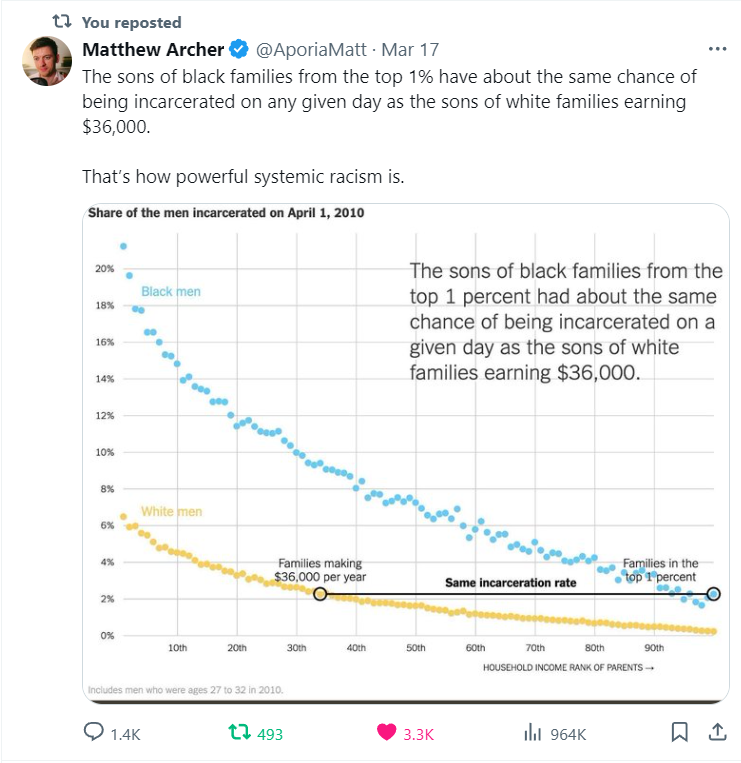 You reposted
Matthew Archer @AporiaMatt · Mar 17
The sons of black families from the top 1% have about the same chance of
being incarcerated on any given day as the sons of white families earning
$36,000.
That’s how powerful systemic racism is.
Share of the men incarcerated on April 1, 2010
The sons of black families from the
top 1 percent had about the same
chance of being incarcerated on a
given day as the sons of white
families earning $36,000.
20%
Black men
18%
16%
14%
12%
10%
8%
White men
6%
4%
Families making
$36,000 per year
Same incarceration rate
Families in the
top 1 percent
2%
0%
10th 20th 30th 40th 50th 60th 70th 80th 90th
HOUSEHOLD INCOME RANK OF PARENTS →
Includes men who were ages 27 to 32 in 2010.
1.4K 493 3.3K 964K